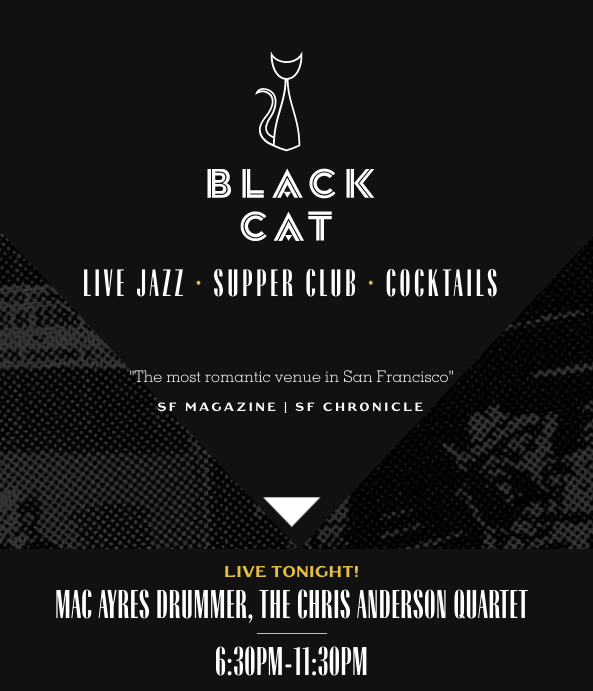 BLACK
CAT
LIVE JAZZ · SUPPER CLUB · COCKTAILS
"The most romantic venue in San Francisco"
SF MAGAZINE | SF CHRONICLE
LIVE TONIGHT!
MAC AYRES DRUMMER, THE CHRIS ANDERSON QUARTET
6:30PM-11:30PM